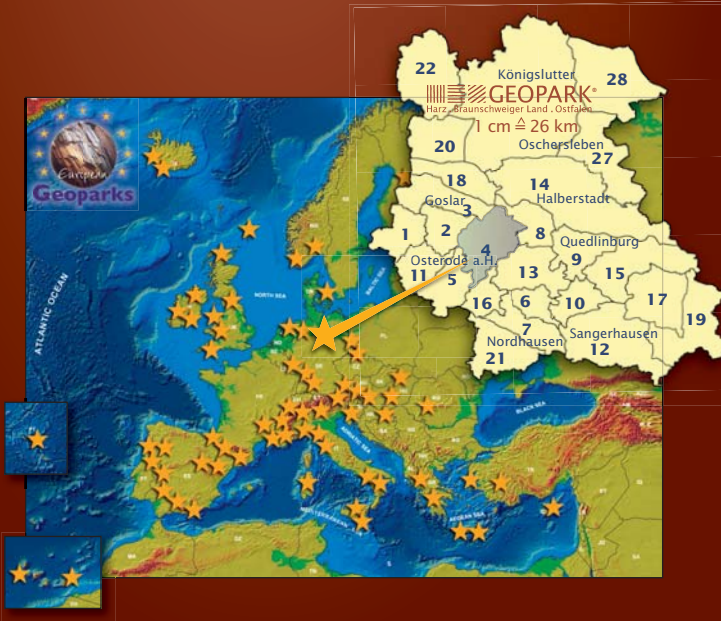 22
Königslutter
28
GEOPARK®
Harz . Braunschweiger Land . Ostfalen
1 cm ≙ 26 km
20
Oschersleben
27
18
14
Goslar
Halberstadt
3
1
2
8
Quedlinburg
4
Osterode a.H.
9
11
5
13
15
16
6
10
17
7
19
Nordhausen
Sangerhausen
12
21
European
Geoparks
ATLANTIC OCEAN
NORTH SEA
BALTIC SEA
ADRIATIC SEA
BLACK SEA
MEDITERRANEAN SEA
AEGEAN SEA